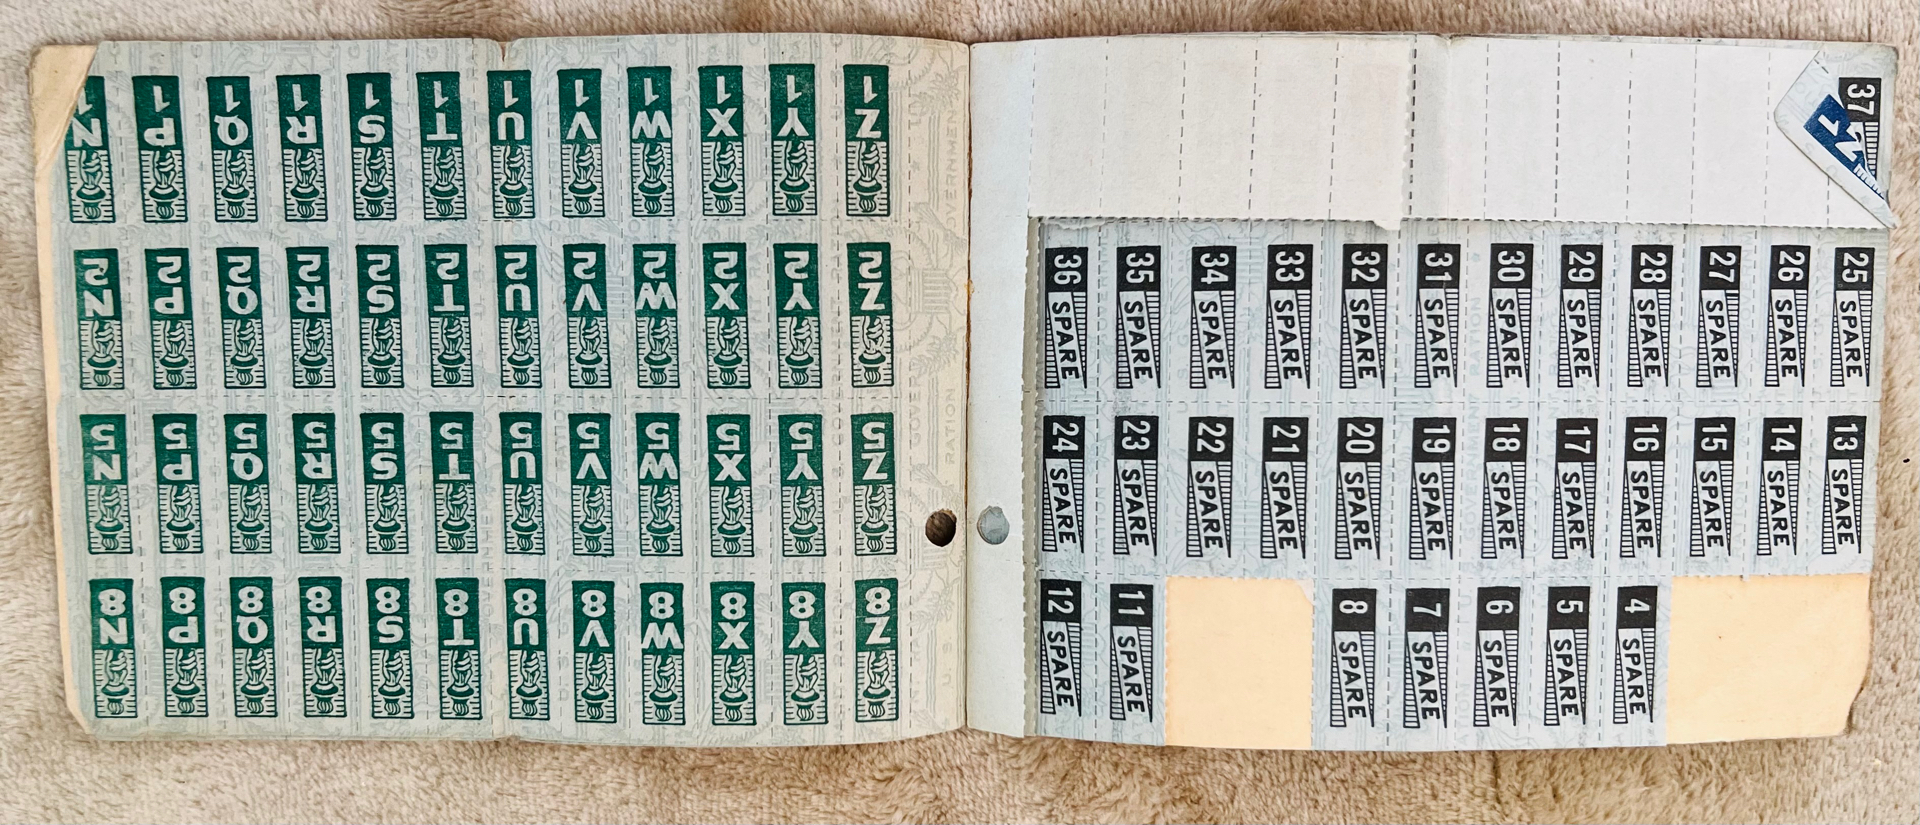 N1 P1 Q1 R1 S1 T1 U1 V1 W1 X1 Y1 Z1
N2 P2 Q2 R2 S2 T2 U2 V2 W2 X2 Y2 Z2
N5 P5 Q5 R5 S5 T5 U5 V5 W5 X5 Y5 Z5
N8 P8 Q8 R8 S8 T8 U8 V8 W8 X8 Y8 Z8
37
Z1
36 SPARE
35 SPARE
34 SPARE
33 SPARE
32 SPARE
31 SPARE
30 SPARE
29 SPARE
28 SPARE
27 SPARE
26 SPARE
25 SPARE
24 SPARE
23 SPARE
22 SPARE
21 SPARE
20 SPARE
19 SPARE
18 SPARE
17 SPARE
16 SPARE
15 SPARE
14 SPARE
13 SPARE
12 SPARE
11 SPARE
8 SPARE
7 SPARE
6 SPARE
5 SPARE
4 SPARE